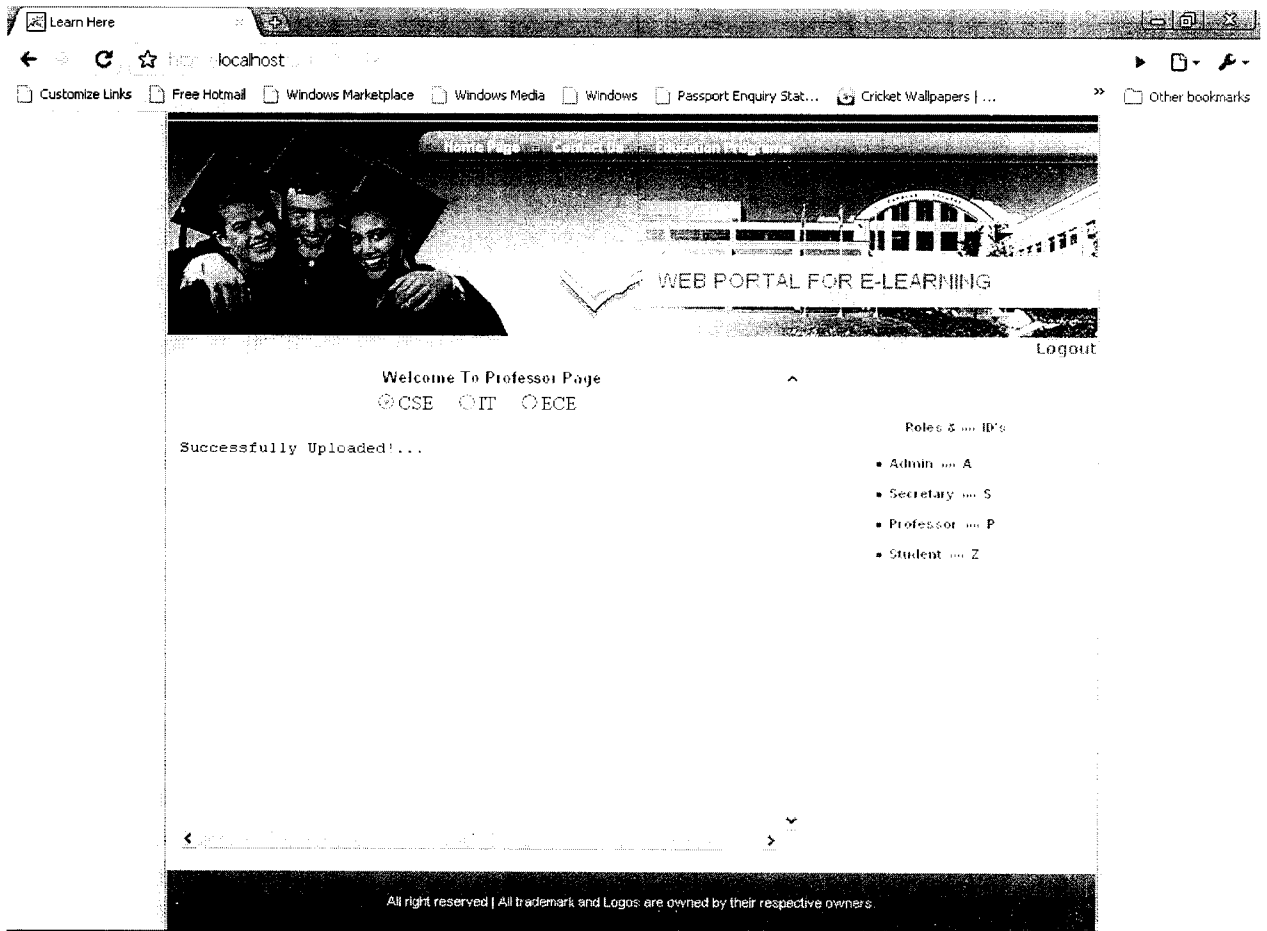 Learn Here
localhost
Customize Links Free Hotmail Windows Marketplace Windows Media Windows Passport Enquiry Stat... Cricket Wallpapers | ... » Other bookmarks
Home Page Contact Us Education Programs
WEB PORTAL FOR E-LEARNING
Logout
Welcome To Professor Page
CSE IT ECE
Successfully Uploaded!...
Roles & ID's
Admin A
Secretary S
Professor P
Student Z
All right reserved | All trademark and Logos are owned by their respective owners.